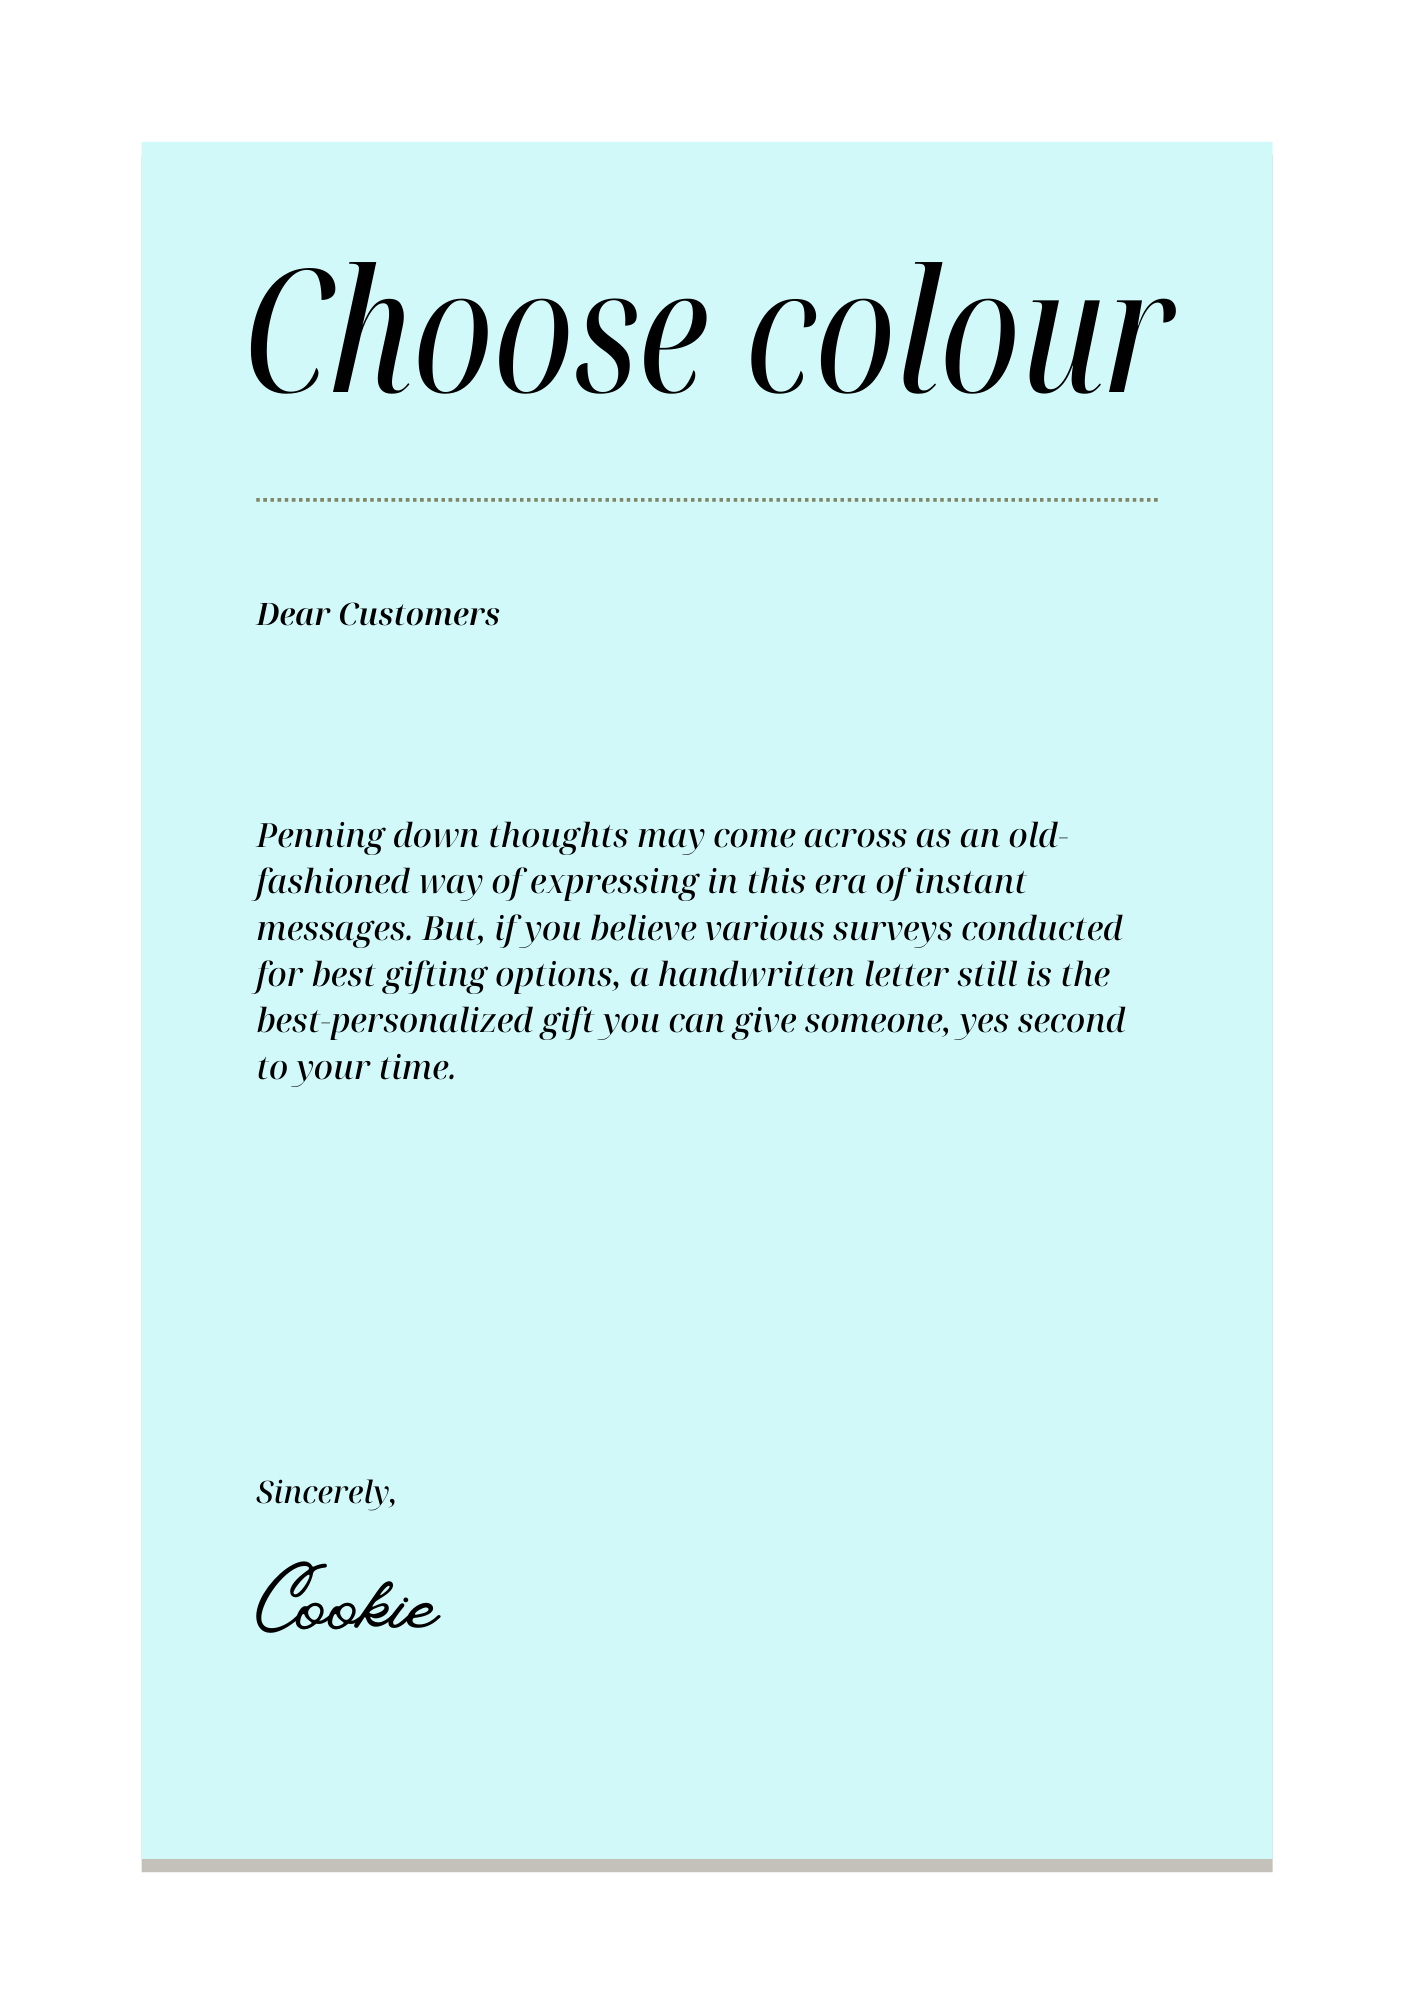 Choose colour
Dear Customers
Penning down thoughts may come across as an old-
fashioned way of expressing in this era of instant
messages. But, if you believe various surveys conducted
for best gifting options, a handwritten letter still is the
best-personalized gift you can give someone, yes second
to your time.
Sincerely,
Cookie